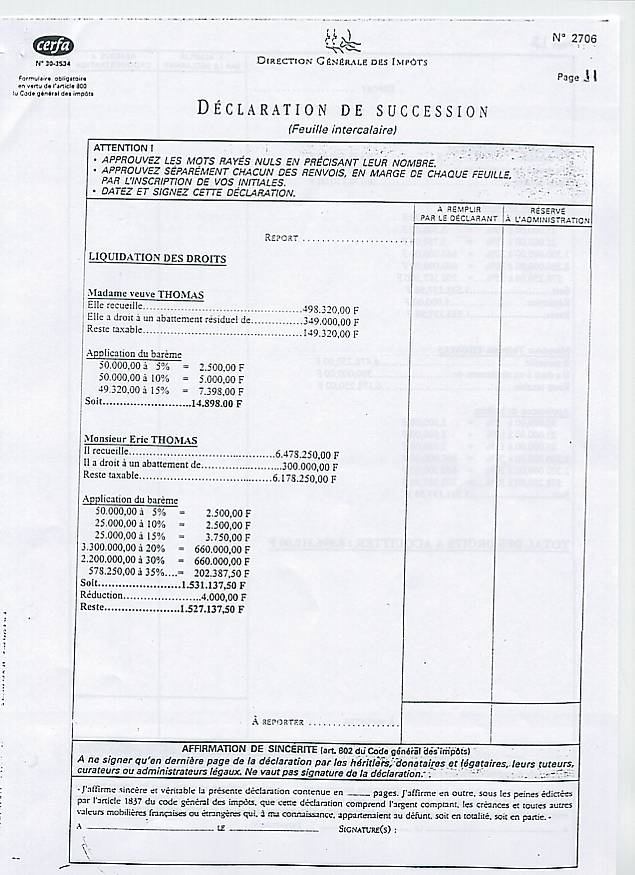 cerfa
N° 20-3534
Formulaire obligatoire
en vertu de l'article 800
du Code général des impôts
DIRECTION GÉNÉRALE DES IMPÔTS
N° 2706
Page 11
DÉCLARATION DE SUCCESSION
(Feuille intercalaire)
ATTENTION !
• APPROUVEZ LES MOTS RAYÉS NULS EN PRÉCISANT LEUR NOMBRE.
• APPROUVEZ SÉPARÉMENT CHACUN DES RENVOIS, EN MARGE DE CHAQUE FEUILLE,
PAR L'INSCRIPTION DE VOS INITIALES.
• DATEZ ET SIGNEZ CETTE DÉCLARATION.
À REMPLIR PAR LE DÉCLARANT
RÉSERVÉ À L'ADMINISTRATION
REPORT ........................
LIQUIDATION DES DROITS
Madame veuve THOMAS
Elle recueille........................................498.320,00 F
Elle a droit à un abattement résiduel de..............349.000,00 F
Reste taxable........................................149.320,00 F
Application du barème
50.000,00 à 5% = 2.500,00 F
50.000,00 à 10% = 5.000,00 F
49.320,00 à 15% = 7.398,00 F
Soit........................14.898.00 F
Monsieur Eric THOMAS
Il recueille........................................6.478.250,00 F
Il a droit à un abattement de......................300.000,00 F
Reste taxable......................................6.178.250,00 F
Application du barème
50.000,00 à 5% = 2.500,00 F
25.000,00 à 10% = 2.500,00 F
25.000,00 à 15% = 3.750,00 F
3.300.000,00 à 20% = 660.000,00 F
2.200.000,00 à 30% = 660.000,00 F
578.250,00 à 35%....= 202.387,50 F
Soit........................1.531.137,50 F
Réduction......................4.000,00 F
Reste......................1.527.137,50 F
À REPORTER ....................
AFFIRMATION DE SINCÉRITÉ (art. 802 du Code général des impôts)
A ne signer qu'en dernière page de la déclaration par les héritiers, donataires et légataires, leurs tuteurs,
curateurs ou administrateurs légaux. Ne vaut pas signature de la déclaration.
- J'affirme sincère et véritable la présente déclaration contenue en _____ pages. J'affirme en outre, sous les peines édictées
par l'article 1837 du code général des impôts, que cette déclaration comprend l'argent comptant, les créances et toutes autres
valeurs mobilières françaises ou étrangères qui, à ma connaissance, appartenaient au défunt, soit en totalité, soit en partie. -
A ______________________ LE ______________ SIGNATURE(S) :